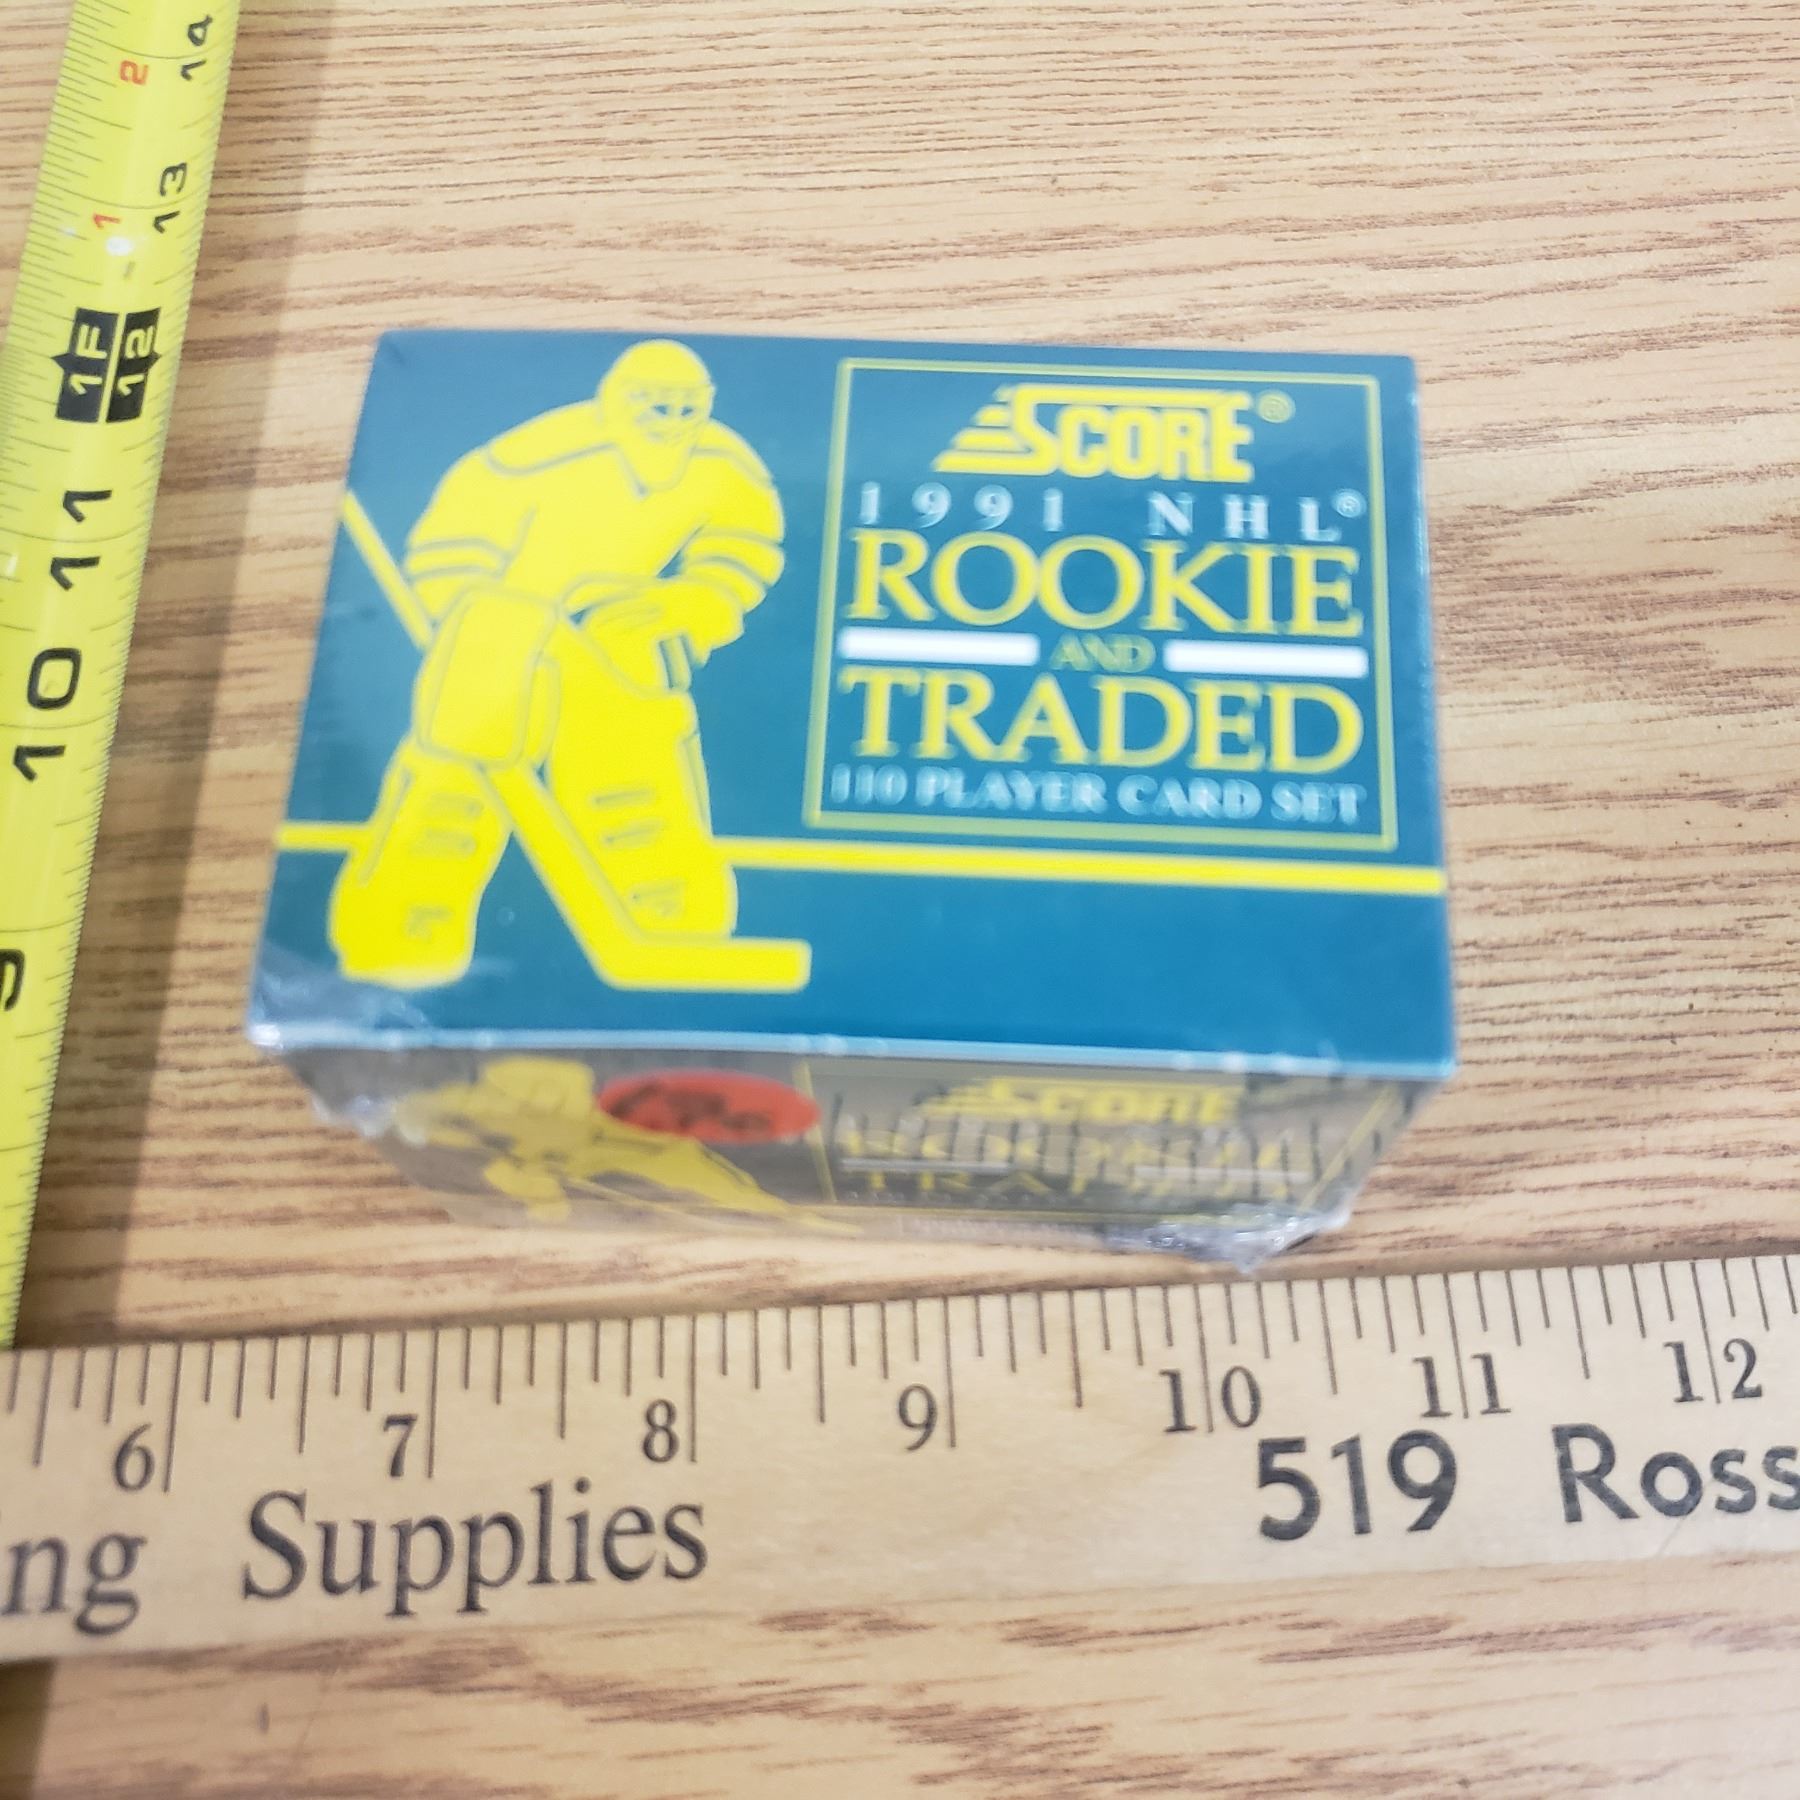 2 14
1 13
1F 12
11
10
9
SCORE®
1991 NHL®
ROOKIE
AND
TRADED
110 PLAYER CARD SET
SCORE
6 7 8 9 10 11 12
ing Supplies 519 Ross